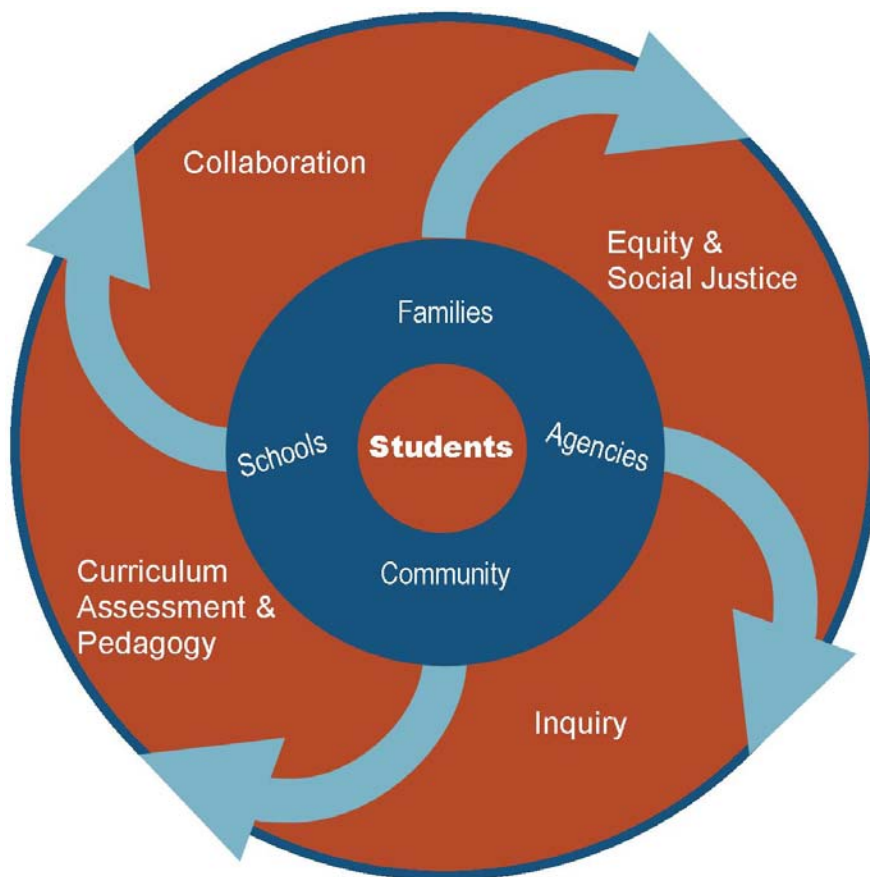 Collaboration
Equity &
Social Justice
Families
Schools
Students
Agencies
Community
Curriculum
Assessment &
Pedagogy
Inquiry